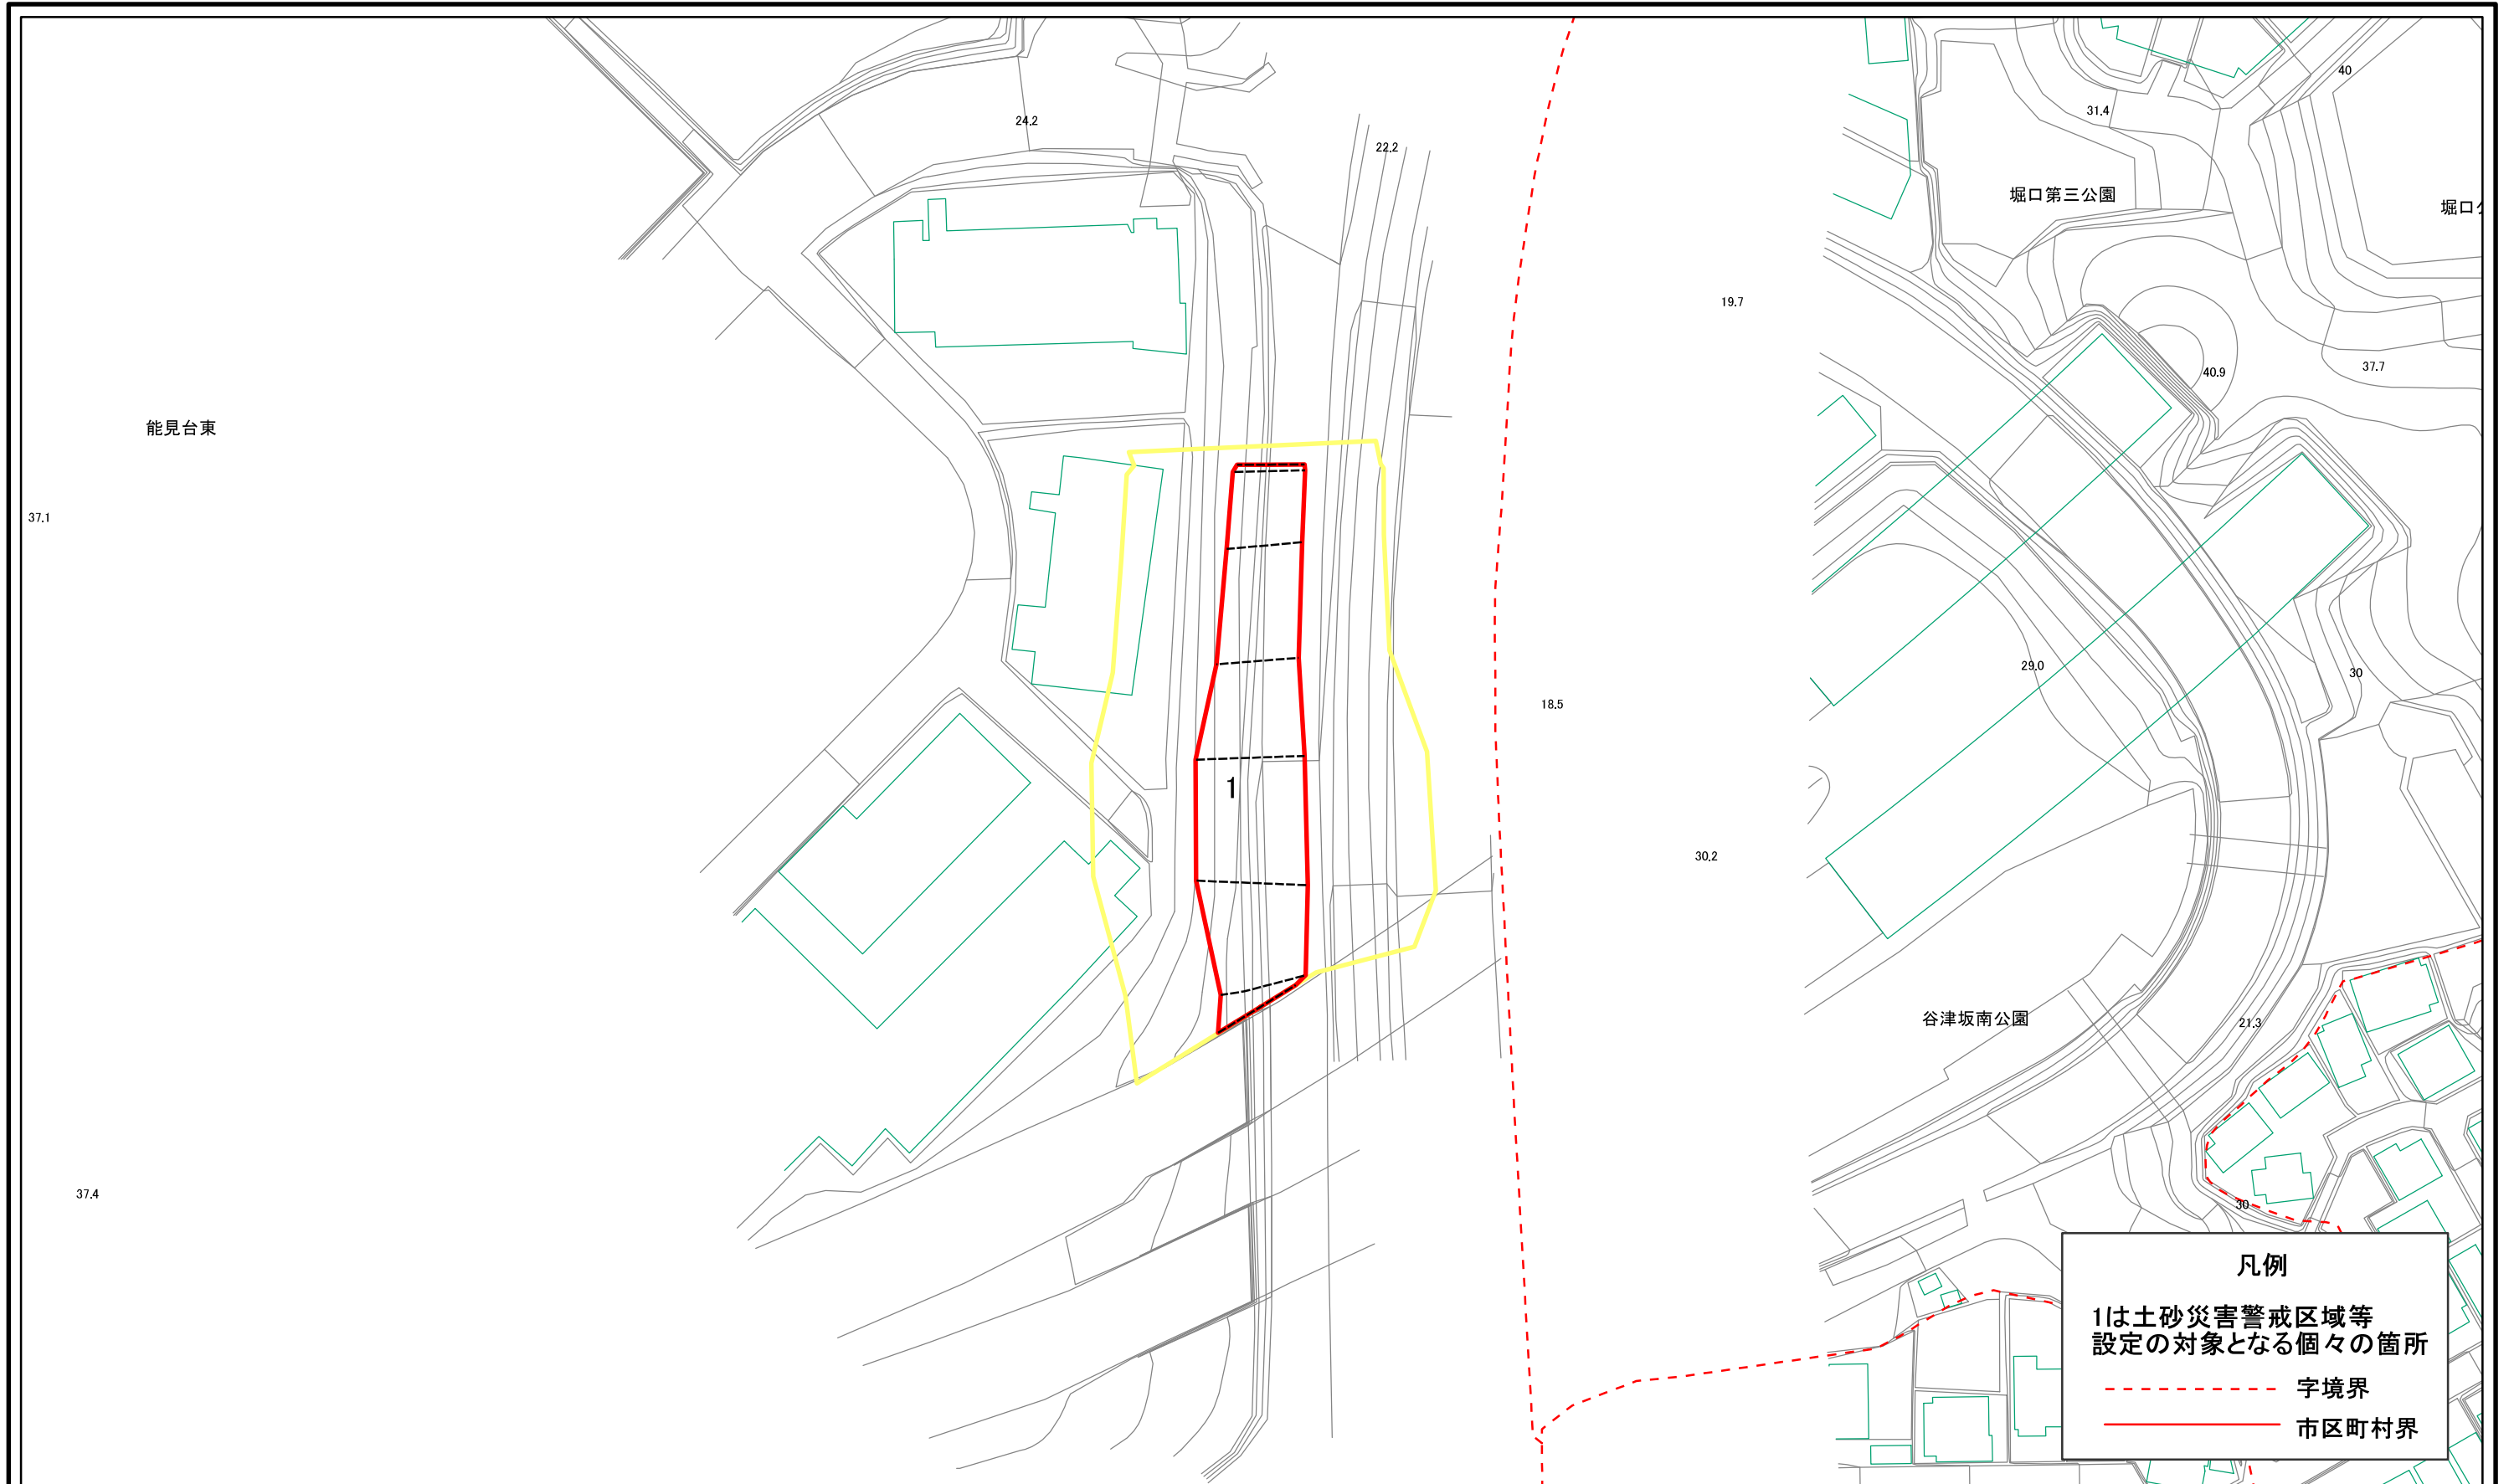 40
31.4
24.2
22.2
堀口第三公園
堀口
19.7
37.7
40.9
能見台東
37.1
29.0
30
18.5
1
30.2
谷津坂南公園
21.3
37.4
30
凡例
1は土砂災害警戒区域等
設定の対象となる個々の箇所
字境界
市区町村界